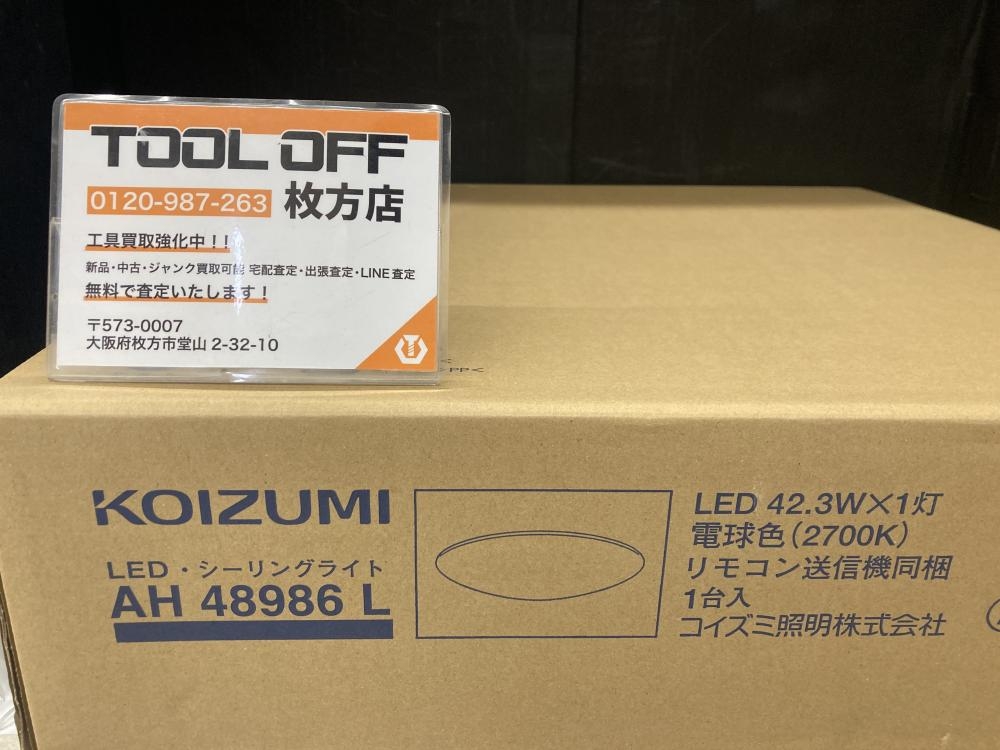 TOOL OFF
0120-987-263 枚方店
工具買取強化中！！
新品・中古・ジャンク買取可能 宅配査定・出張査定・LINE査定
無料で査定いたします！
〒573-0007
大阪府枚方市堂山 2-32-10
>PP<
KOIZUMI
LED・シーリングライト
AH 48986 L
LED 42.3W×1灯
電球色（2700K）
リモコン送信機同梱
1台入
コイズミ照明株式会社